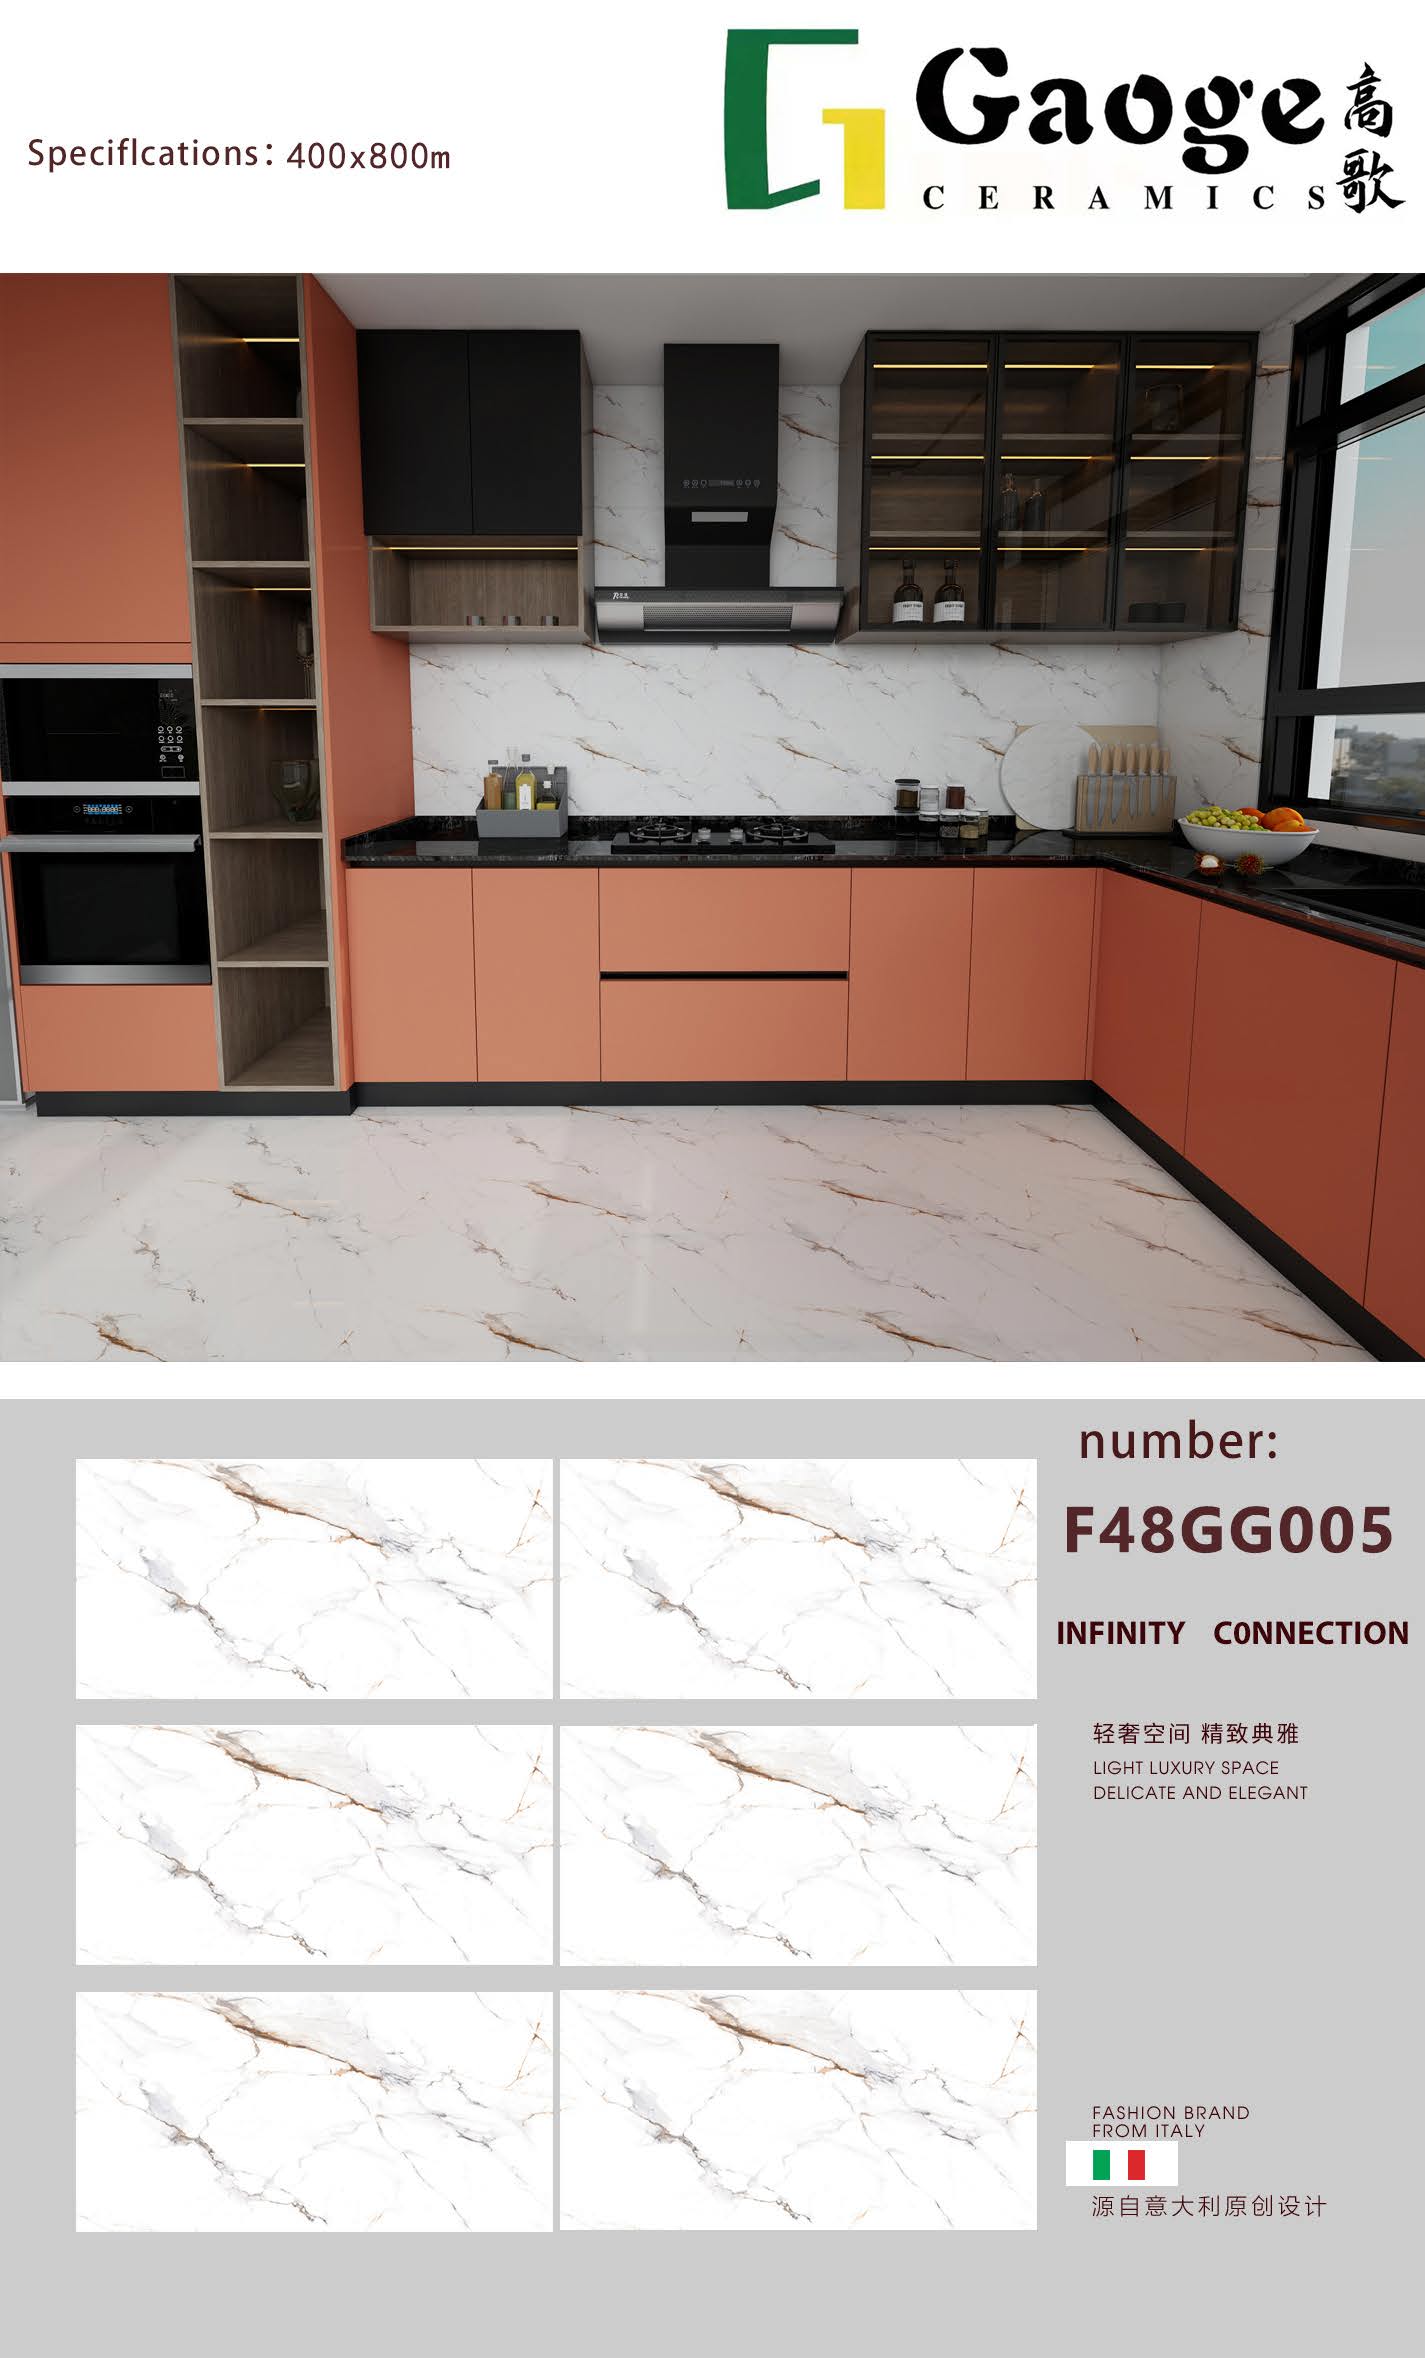 Speciflcations: 400x800m
Gaoge
CERAMICS
高歌
number:
F48GG005
INFINITY C0NNECTION
轻奢空间 精致典雅
LIGHT LUXURY SPACE
DELICATE AND ELEGANT
FASHION BRAND
FROM ITALY
源自意大利原创设计